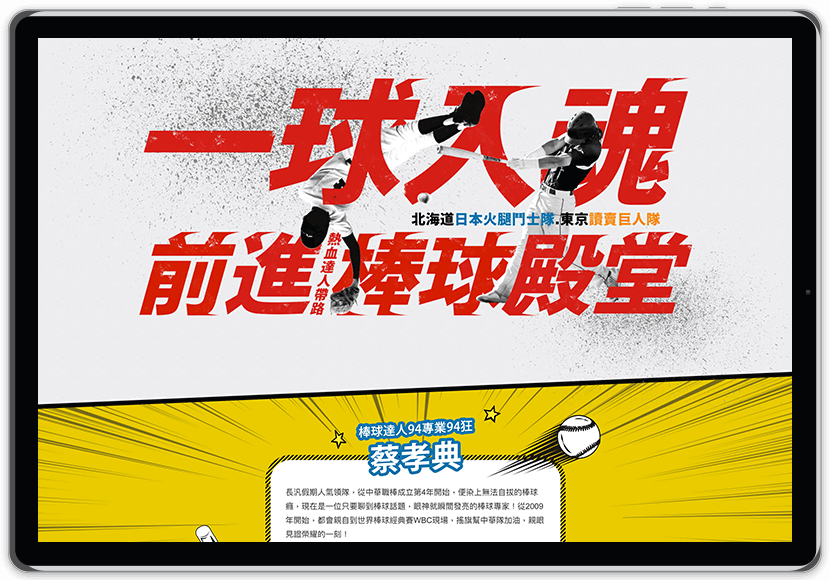 一球入魂
北海道日本火腿鬥士隊.東京讀賣巨人隊
熱血達人帶路
前進棒球殿堂
棒球達人94專業94狂
蔡孝典
長汎假期人氣領隊，從中華職棒成立第4年開始，便染上無法自拔的棒球
癮，現在是一位只要聊到棒球話題，眼神就瞬間發亮的棒球專家！從2009
年開始，都會親自到世界棒球經典賽WBC現場，搖旗幫中華隊加油，親眼
見證榮耀的一刻！